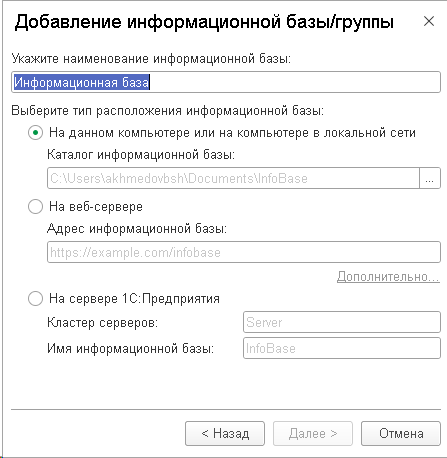 Добавление информационной базы/группы
Укажите наименование информационной базы:
Информационная база
Выберите тип расположения информационной базы:
На данном компьютере или на компьютере в локальной сети
Каталог информационной базы:
C:\Users\akhmedovbsh\Documents\InfoBase ...
На веб-сервере
Адрес информационной базы:
https://example.com/infobase
Дополнительно...
На сервере 1С:Предприятия
Кластер серверов: Server
Имя информационной базы: InfoBase
< Назад Далее > Отмена